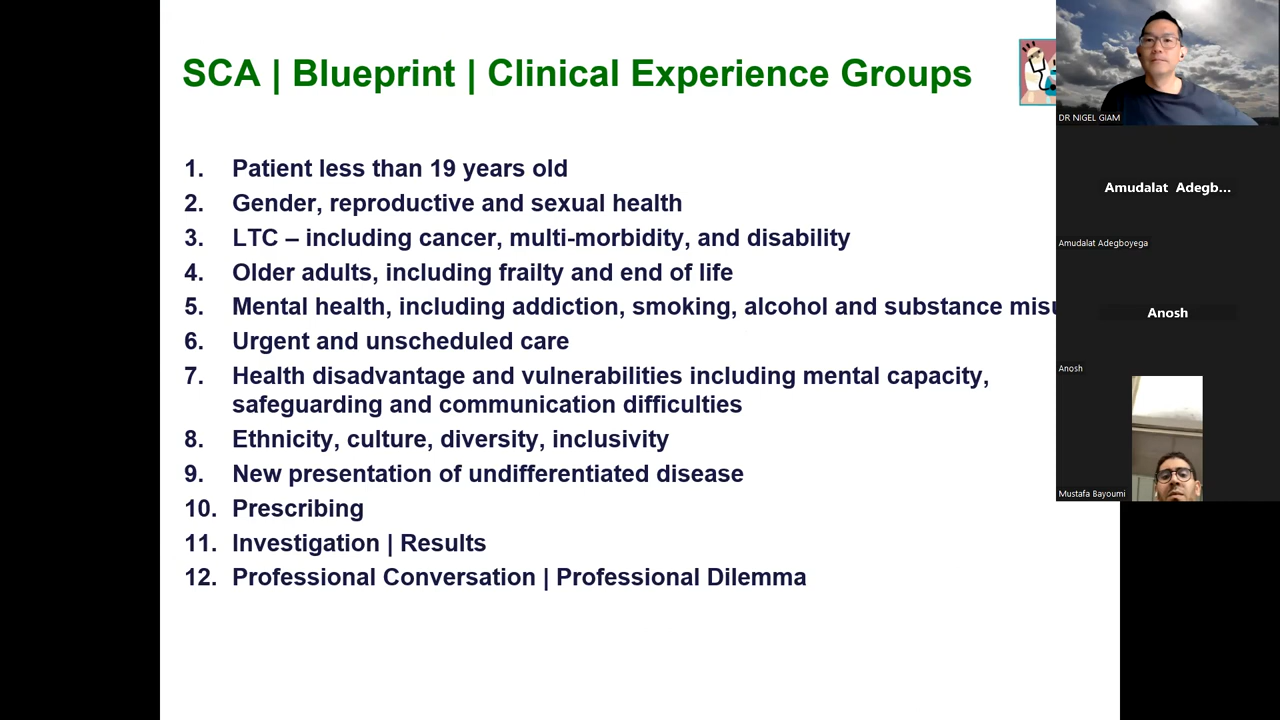 SCA | Blueprint | Clinical Experience Groups
1. Patient less than 19 years old
2. Gender, reproductive and sexual health
3. LTC – including cancer, multi-morbidity, and disability
4. Older adults, including frailty and end of life
5. Mental health, including addiction, smoking, alcohol and substance
6. Urgent and unscheduled care
7. Health disadvantage and vulnerabilities including mental capacity,
safeguarding and communication difficulties
8. Ethnicity, culture, diversity, inclusivity
9. New presentation of undifferentiated disease
10. Prescribing
11. Investigation | Results
12. Professional Conversation | Professional Dilemma
DR NIGEL GIAM
Amudalat Adegb...
Amudalat Adegboyega
Anosh
Anosh
Mustafa Bayoumi